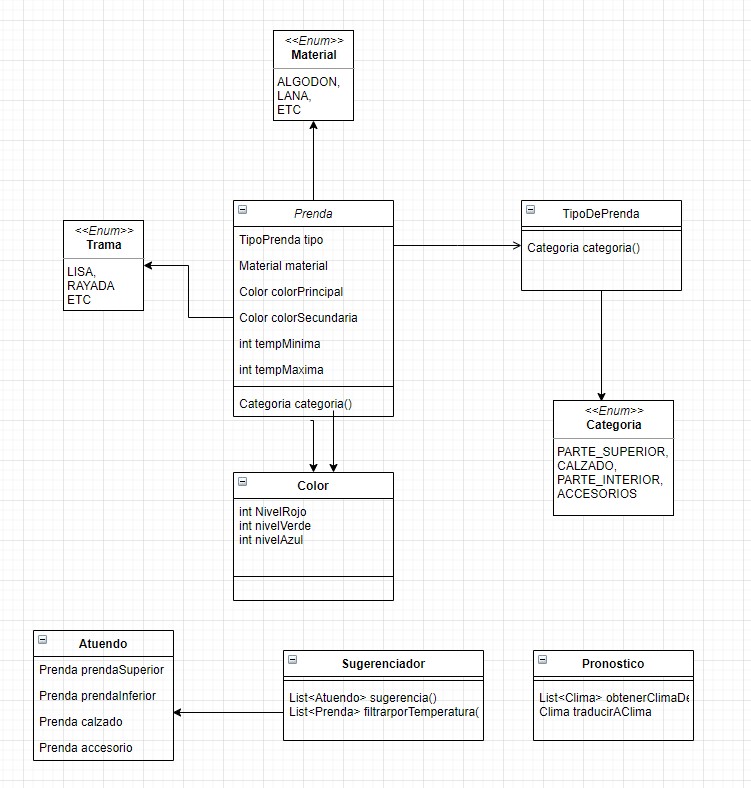 <<Enum>>
Material
ALGODON,
LANA,
ETC
<<Enum>>
Trama
LISA,
RAYADA
ETC
Prenda
TipoPrenda tipo
Material material
Color colorPrincipal
Color colorSecundaria
int tempMinima
int tempMaxima
Categoria categoria()
TipoDePrenda
Categoria categoria()
<<Enum>>
Categoria
PARTE_SUPERIOR,
CALZADO,
PARTE_INTERIOR,
ACCESORIOS
Color
int NivelRojo
int nivelVerde
int nivelAzul
Atuendo
Prenda prendaSuperior
Prenda prendaInferior
Prenda calzado
Prenda accesorio
Sugerenciador
List<Atuendo> sugerencia()
List<Prenda> filtrarporTemperatura(
Pronostico
List<Clima> obtenerClimaDe
Clima traducirAClima